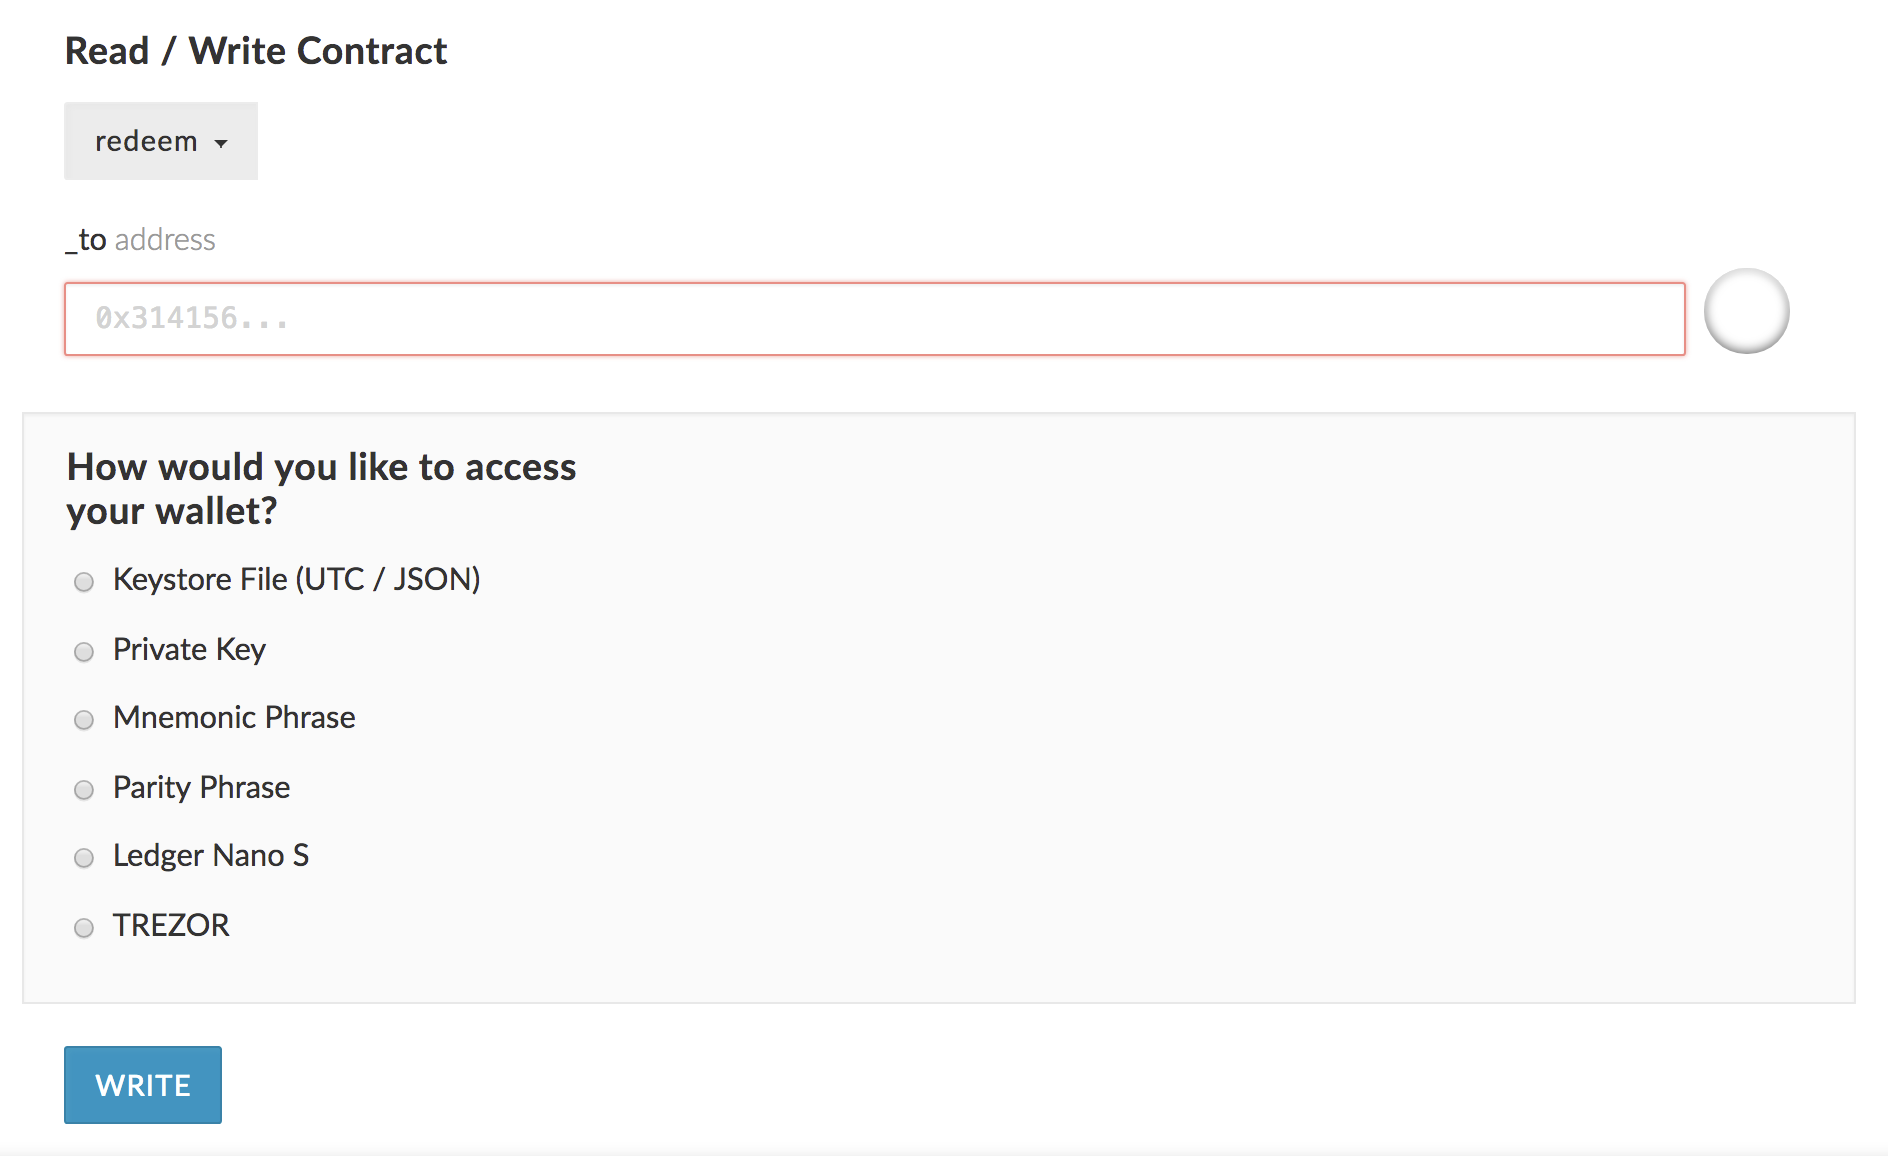 Read / Write Contract
redeem
_to address
0x314156...
How would you like to access
your wallet?
Keystore File (UTC / JSON)
Private Key
Mnemonic Phrase
Parity Phrase
Ledger Nano S
TREZOR
WRITE